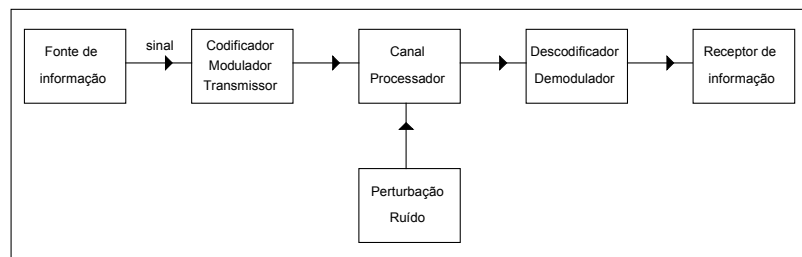 Fonte de
informação
sinal
Codificador
Modulador
Transmissor
Canal
Processador
Descodificador
Demodulador
Receptor de
informação
Perturbação
Ruído